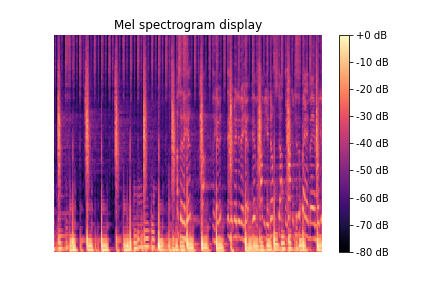 Mel spectrogram display
+0 dB
-10 dB
-20 dB
-30 dB
-40 dB
-50 dB
-60 dB
-70 dB
-80 dB